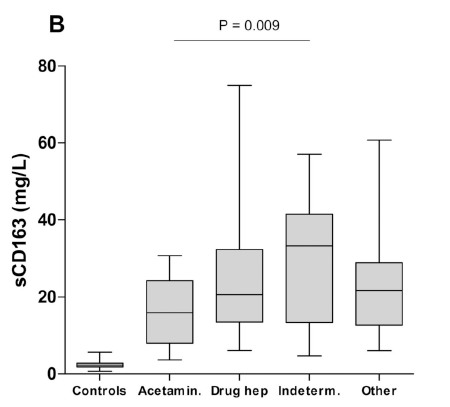 B
P = 0.009
sCD163 (mg/L)
80
60
40
20
0
Controls Acetamin. Drug hep Indeterm. Other